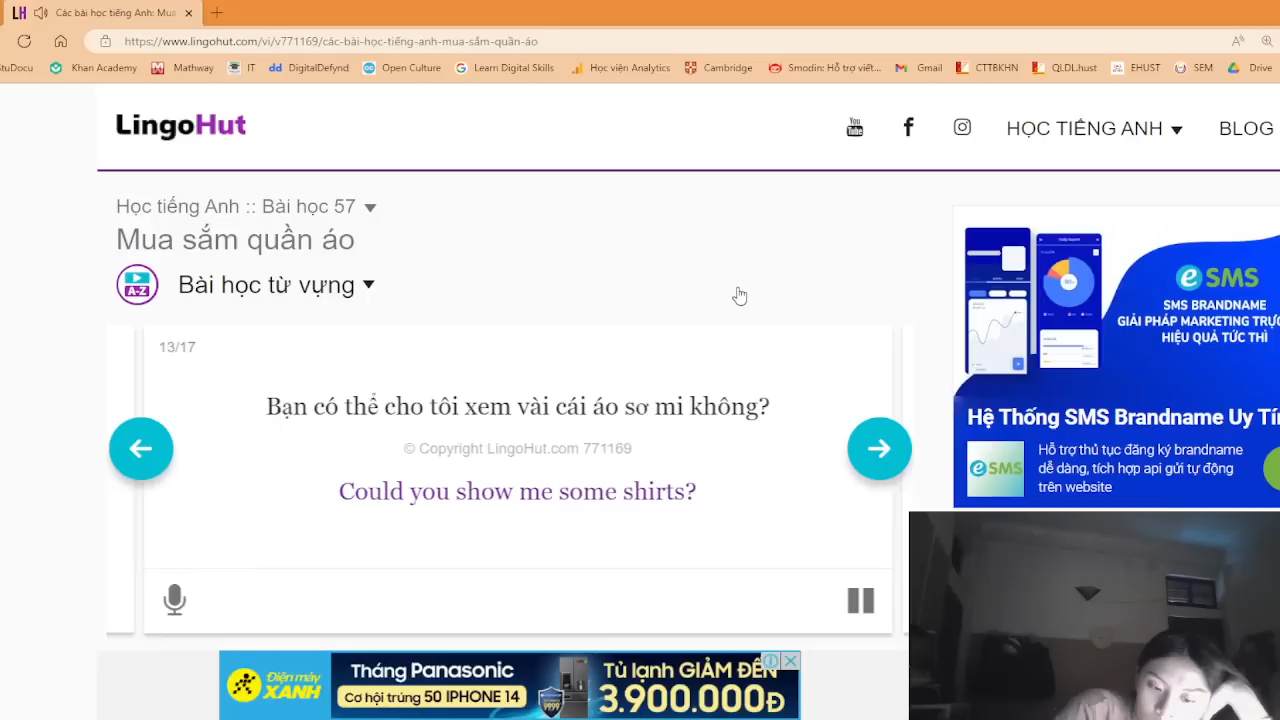 LH Các bài học tiếng Anh: Mua
https://www.lingohut.com/vi/v771169/các-bài-học-tiếng-anh-mua-sắm-quần-áo
StuDocu Khan Academy Mathway IT DigitalDefynd Open Culture Learn Digital Skills Học viện Analytics Cambridge Smodin: Hỗ trợ viết... Gmail CTTBKHN QLDL.hust EHUST SEM Drive
LingoHut You Tube HỌC TIẾNG ANH BLOG
Học tiếng Anh :: Bài học 57
Mua sắm quần áo
A-Z Bài học từ vựng
13/17
Bạn có thể cho tôi xem vài cái áo sơ mi không?
© Copyright LingoHut.com 771169
Could you show me some shirts?
eSMS
SMS BRANDNAME
GIẢI PHÁP MARKETING TRỰC
HIỆU QUẢ TỨC THÌ
Hệ Thống SMS Brandname Uy Tín
eSMS
Hỗ trợ thủ tục đăng ký brandname
dễ dàng, tích hợp api gửi tự động
trên website
Điện máy
XANH
Tháng Panasonic
Cơ hội trúng 50 IPHONE 14
Tủ lạnh GIẢM ĐẾN
3.900.000Đ